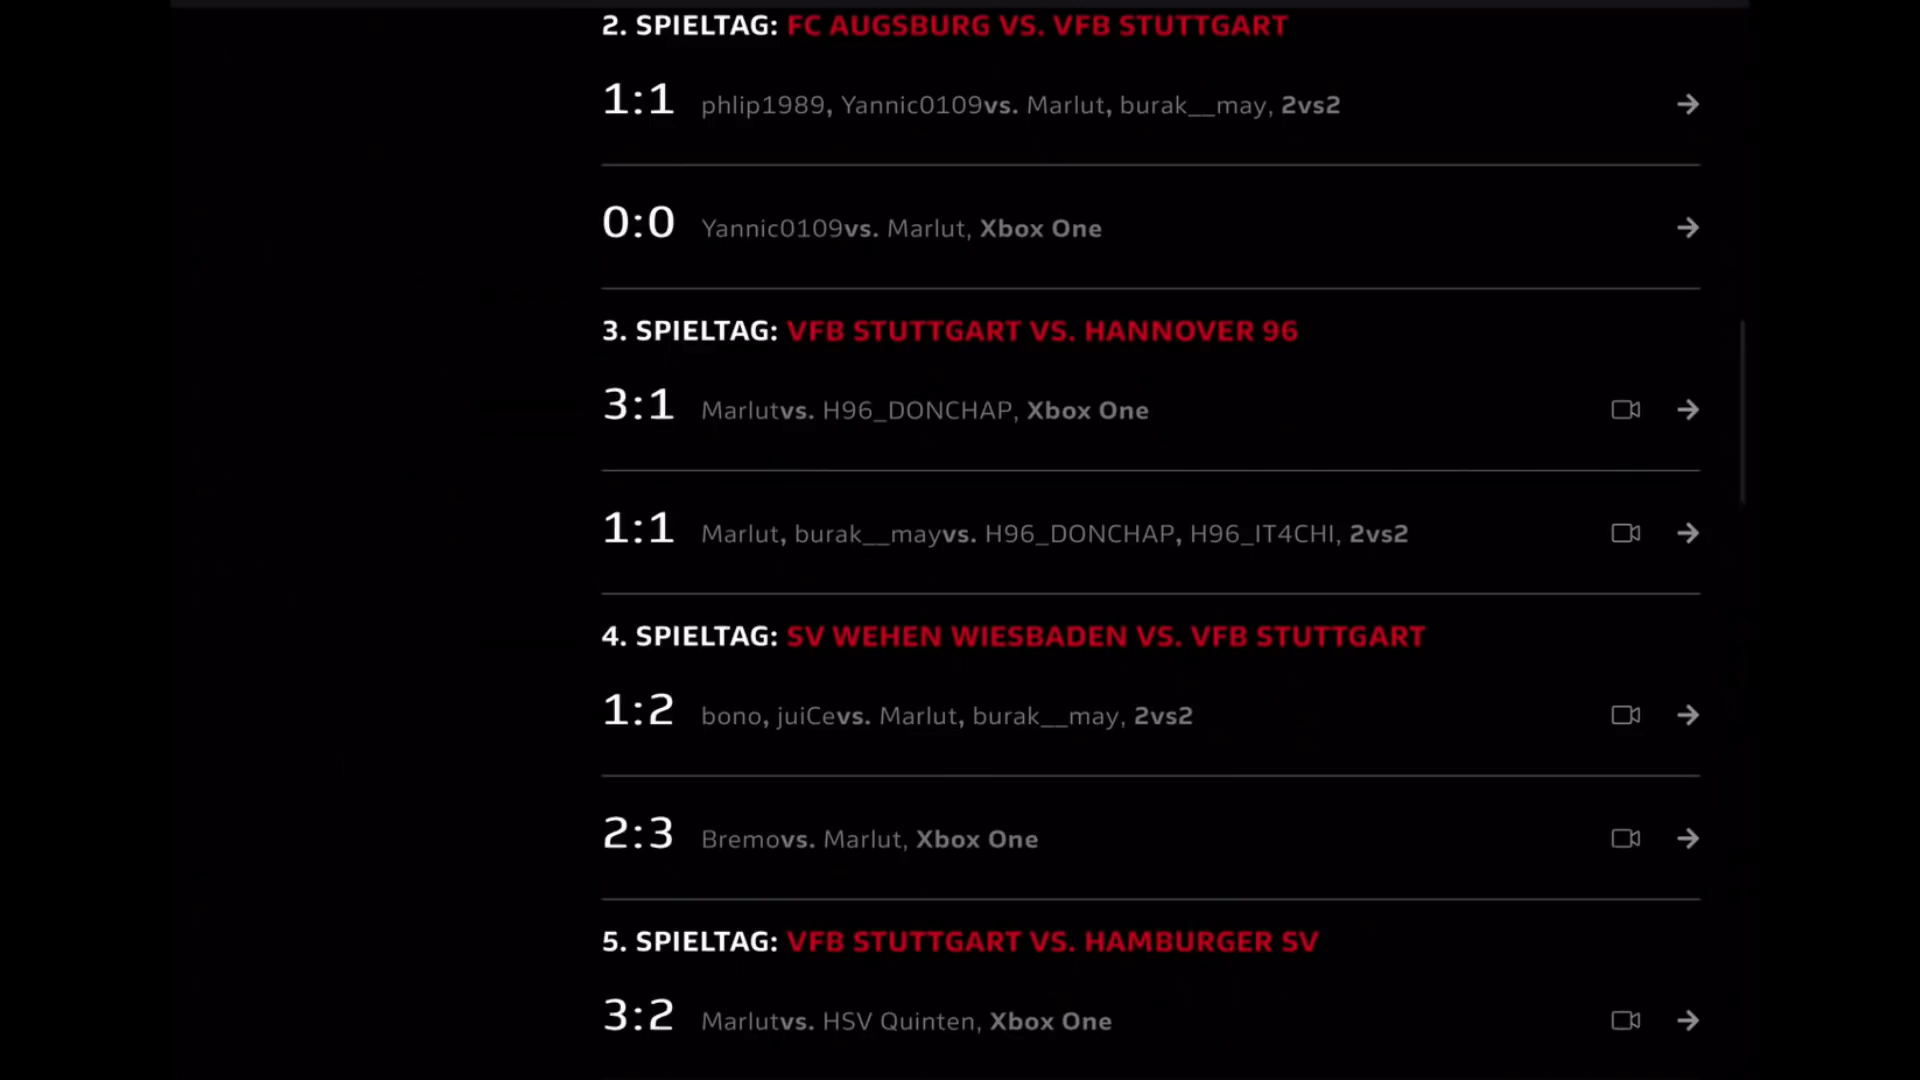 2. SPIELTAG: FC AUGSBURG VS. VFB STUTTGART
1:1 phlip1989, Yannic0109vs. Marlut, burak__may, 2vs2
0:0 Yannic0109vs. Marlut, Xbox One
3. SPIELTAG: VFB STUTTGART VS. HANNOVER 96
3:1 Marlutvs. H96_DONCHAP, Xbox One
1:1 Marlut, burak__mayvs. H96_DONCHAP, H96_IT4CHI, 2vs2
4. SPIELTAG: SV WEHEN WIESBADEN VS. VFB STUTTGART
1:2 bono, juiCevs. Marlut, burak__may, 2vs2
2:3 Bremovs. Marlut, Xbox One
5. SPIELTAG: VFB STUTTGART VS. HAMBURGER SV
3:2 Marlutvs. HSV Quinten, Xbox One